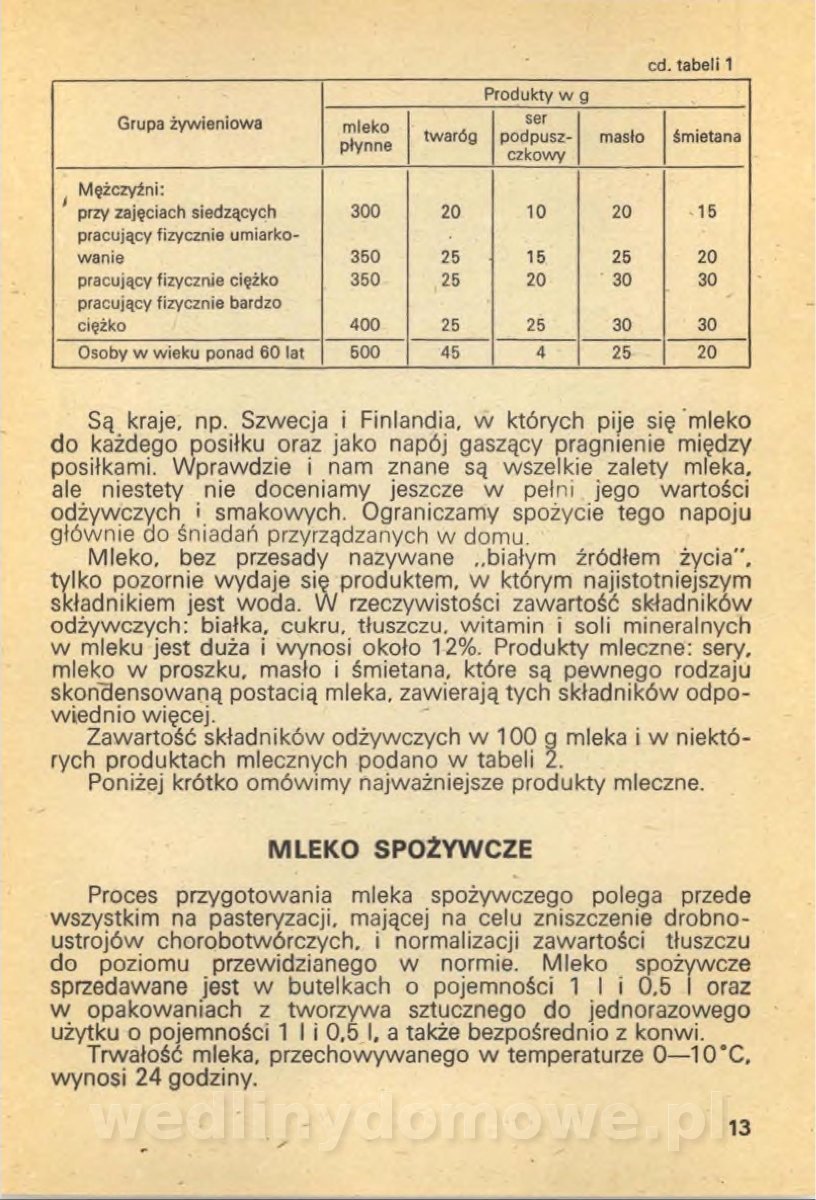 cd. tabeli 1
Grupa żywieniowa
Produkty w g
mleko płynne
twaróg
ser podpusz-czkowy
masło
śmietana
Mężczyźni:
przy zajęciach siedzących 300 20 10 20 15
pracujący fizycznie umiarko-
wanie 350 25 15 25 20
pracujący fizycznie ciężko 350 25 20 30 30
pracujący fizycznie bardzo
ciężko 400 25 25 30 30
Osoby w wieku ponad 60 lat 500 45 4 25 20
Są kraje, np. Szwecja i Finlandia, w których pije się mleko
do każdego posiłku oraz jako napój gaszący pragnienie między
posiłkami. Wprawdzie i nam znane są wszelkie zalety mleka,
ale niestety nie doceniamy jeszcze w pełni jego wartości
odżywczych i smakowych. Ograniczamy spożycie tego napoju
głównie do śniadań przyrządzanych w domu.
Mleko, bez przesady nazywane „białym źródłem życia",
tylko pozornie wydaje się produktem, w którym najistotniejszym
składnikiem jest woda. W rzeczywistości zawartość składników
odżywczych: białka, cukru, tłuszczu, witamin i soli mineralnych
w mleku jest duża i wynosi około 12%. Produkty mleczne: sery,
mleko w proszku, masło i śmietana, które są pewnego rodzaju
skondensowaną postacią mleka, zawierają tych składników odpo-
wiednio więcej.
Zawartość składników odżywczych w 100 g mleka i w niektó-
rych produktach mlecznych podano w tabeli 2.
Poniżej krótko omówimy najważniejsze produkty mleczne.
MLEKO SPOŻYWCZE
Proces przygotowania mleka spożywczego polega przede
wszystkim na pasteryzacji, mającej na celu zniszczenie drobno-
ustrojów chorobotwórczych, i normalizacji zawartości tłuszczu
do poziomu przewidzianego w normie. Mleko spożywcze
sprzedawane jest w butelkach o pojemności 1 l i 0,5 l oraz
w opakowaniach z tworzywa sztucznego do jednorazowego
użytku o pojemności 1 l i 0,5 l, a także bezpośrednio z konwi.
Trwałość mleka, przechowywanego w temperaturze 0—10°C,
wynosi 24 godziny.
wedlinydomowe.pl
13